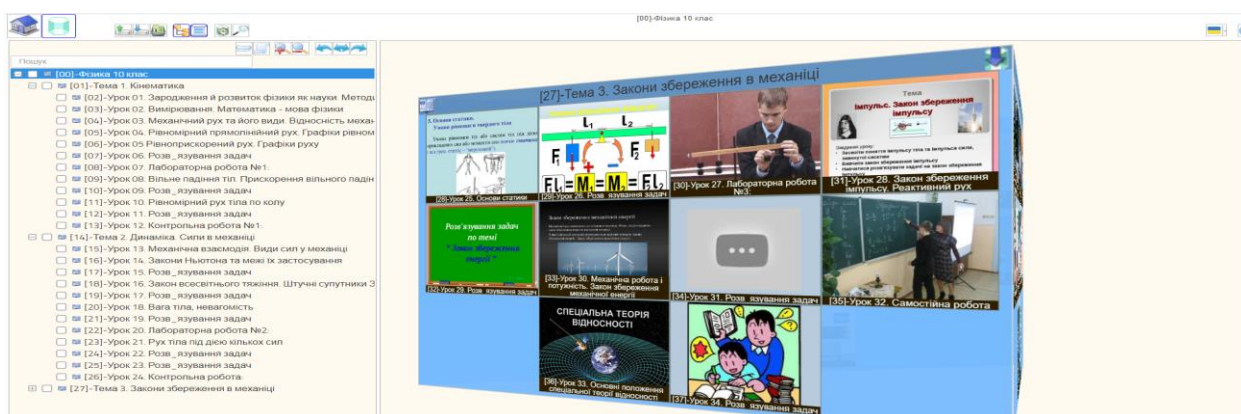 [00]-Фізика 10 клас
Пошук
[00]-Фізика 10 клас
[01]-Тема 1. Кінематика
[02]-Урок 01. Зародження й розвиток фізики як науки. Методи
[03]-Урок 02. Вимірювання. Математика - мова фізики
[04]-Урок 03. Механічний рух та його види. Відносність механ
[05]-Урок 04. Рівномірний прямолінійний рух. Графіки рівном
[06]-Урок 05 Рівноприскорений рух. Графіки руху
[07]-Урок 06. Розв_язування задач
[08]-Урок 07. Лабораторна робота №1:
[09]-Урок 08. Вільне падіння тіл. Прискорення вільного падін
[10]-Урок 09. Розв_язування задач
[11]-Урок 10. Рівномірний рух тіла по колу
[12]-Урок 11. Розв_язування задач
[13]-Урок 12. Контрольна робота №1:
[14]-Тема 2. Динаміка. Сили в механіці
[15]-Урок 13. Механічна взаємодія. Види сил у механіці
[16]-Урок 14. Закони Ньютона та межі їх застосування
[17]-Урок 15. Розв_язування задач
[18]-Урок 16. Закон всесвітнього тяжіння. Штучні супутники З
[19]-Урок 17. Розв_язування задач
[20]-Урок 18. Вага тіла, невагомість
[21]-Урок 19. Розв_язування задач
[22]-Урок 20. Лабораторна робота №2:
[23]-Урок 21. Рух тіла під дією кількох сил
[24]-Урок 22. Розв_язування задач
[25]-Урок 23. Розв_язування задач
[26]-Урок 24. Контрольна робота:
[27]-Тема 3. Закони збереження в механіці
[27]-Тема 3. Закони збереження в механіці
[28]-Урок 25. Основи статики
L₁ L₂
F₁ F₂
M₁ M₂
F₁L₁=M₁=M₂=F₂L₂
[29]-Урок 26. Розв_язування задач
[30]-Урок 27. Лабораторна робота
№3:
Тема
Імпульс. Закон збереження
імпульсу
[31]-Урок 28. Закон збереження
імпульсу. Реактивний рух
Розв'язування задач
по темі
" Закон збереження
енергії "
[32]-Урок 29. Розв_язування задач
Закон збереження механічної енергії
[33]-Урок 30. Механічна робота і
потужність. Закон збереження
механічної енергії
[34]-Урок 31. Розв_язування задач
[35]-Урок 32. Самостійна робота
СПЕЦІАЛЬНА ТЕОРІЯ
ВІДНОСНОСТІ
[36]-Урок 33. Основні положення
спеціальної теорії відносності
[37]-Урок 34. Розв_язування задач